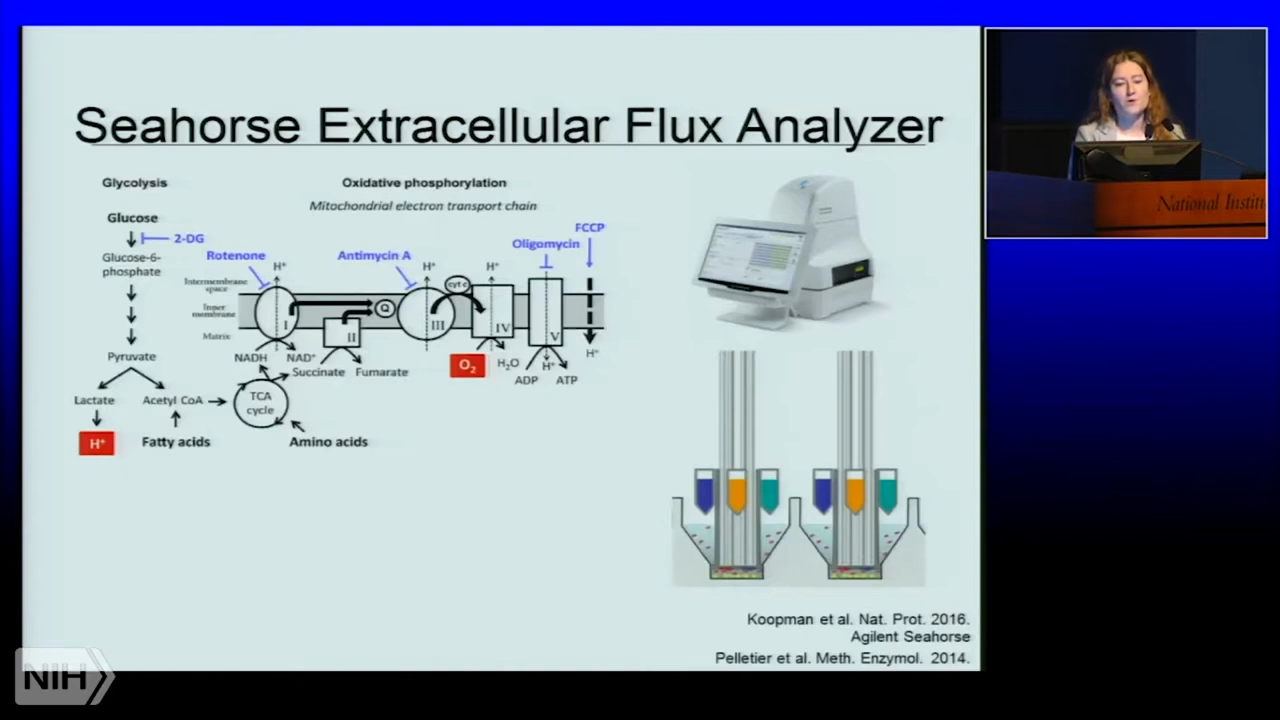 Seahorse Extracellular Flux Analyzer
Glycolysis
Oxidative phosphorylation
Mitochondrial electron transport chain
Glucose
2-DG
Glucose-6-
phosphate
Pyruvate
Lactate
Acetyl CoA
H⁺
Fatty acids
Amino acids
TCA
cycle
Rotenone
Antimycin A
Oligomycin
FCCP
H⁺
H⁺
H⁺
Intermembrane
space
Inner
membrane
Matrix
I
II
Q
III
cyt c
IV
V
NADH
NAD⁺
Succinate
Fumarate
O₂
H₂O
H⁺
ADP
ATP
H⁺
Koopman et al. Nat. Prot. 2016.
Agilent Seahorse
Pelletier et al. Meth. Enzymol. 2014.
National Instit
NIH